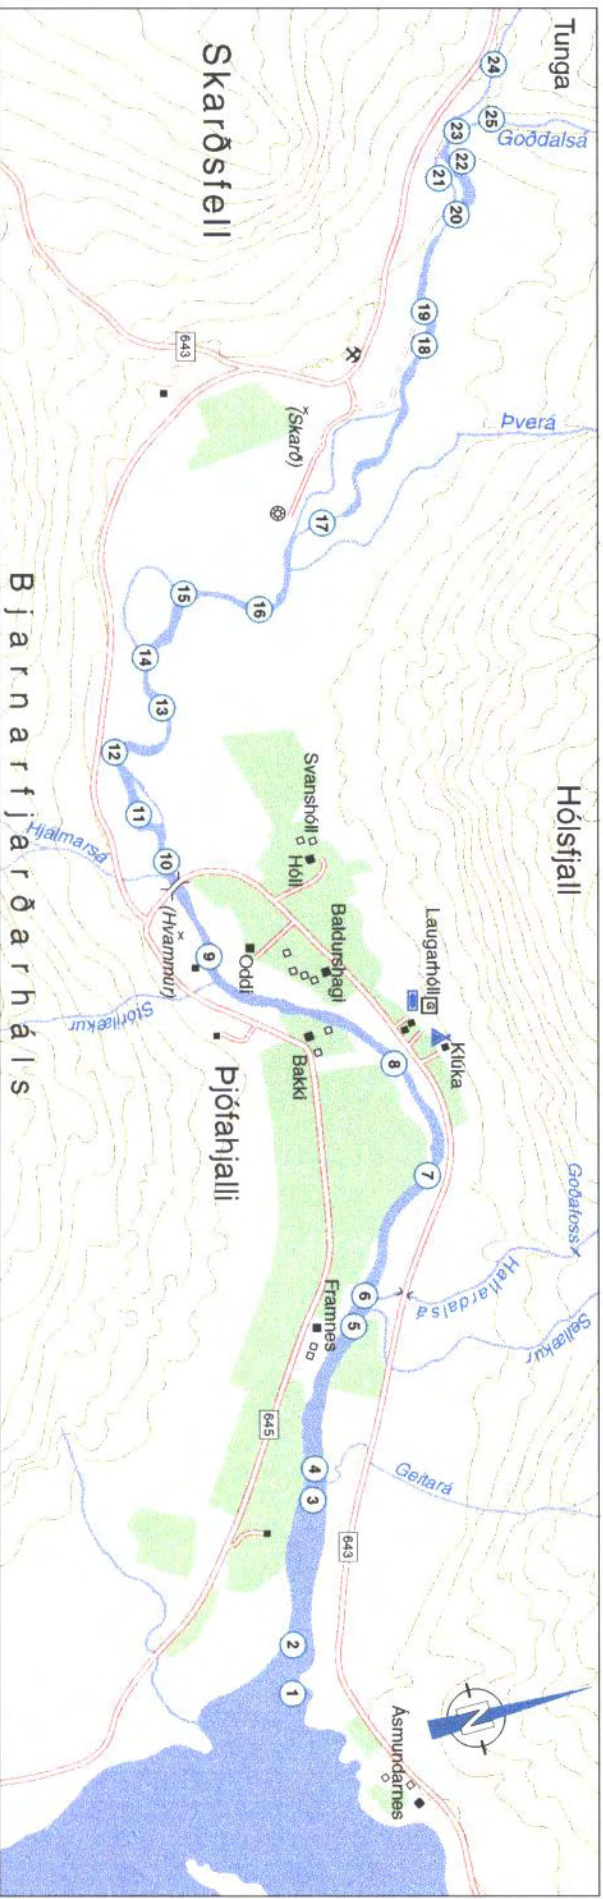 Tunga
24
25
Goðdalsá
23
22
21
20
Skarðsfell
19
18
643
Þverá
(Skarð)
17
15
16
14
13
12
11
10
Hjálmarsá
Svanshóll
Hóll
Hólsfjall
Bjarnarfjarðarháls
(Hvammur)
9
Oddi
Baldurshagi
Laugarhóll
G
Klúka
Stórilækur
Bakki
8
Þjófahjalli
7
Goðafoss
Hallardalsá
Sellækur
6
5
Framnes
645
4
3
Geitará
643
2
1
N
Ásmundarnes